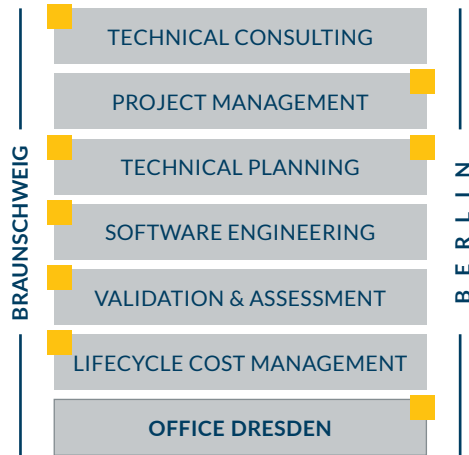 TECHNICAL CONSULTING
PROJECT MANAGEMENT
TECHNICAL PLANNING
SOFTWARE ENGINEERING
VALIDATION & ASSESSMENT
LIFECYCLE COST MANAGEMENT
OFFICE DRESDEN
BRAUNSCHWEIG
BERLIN